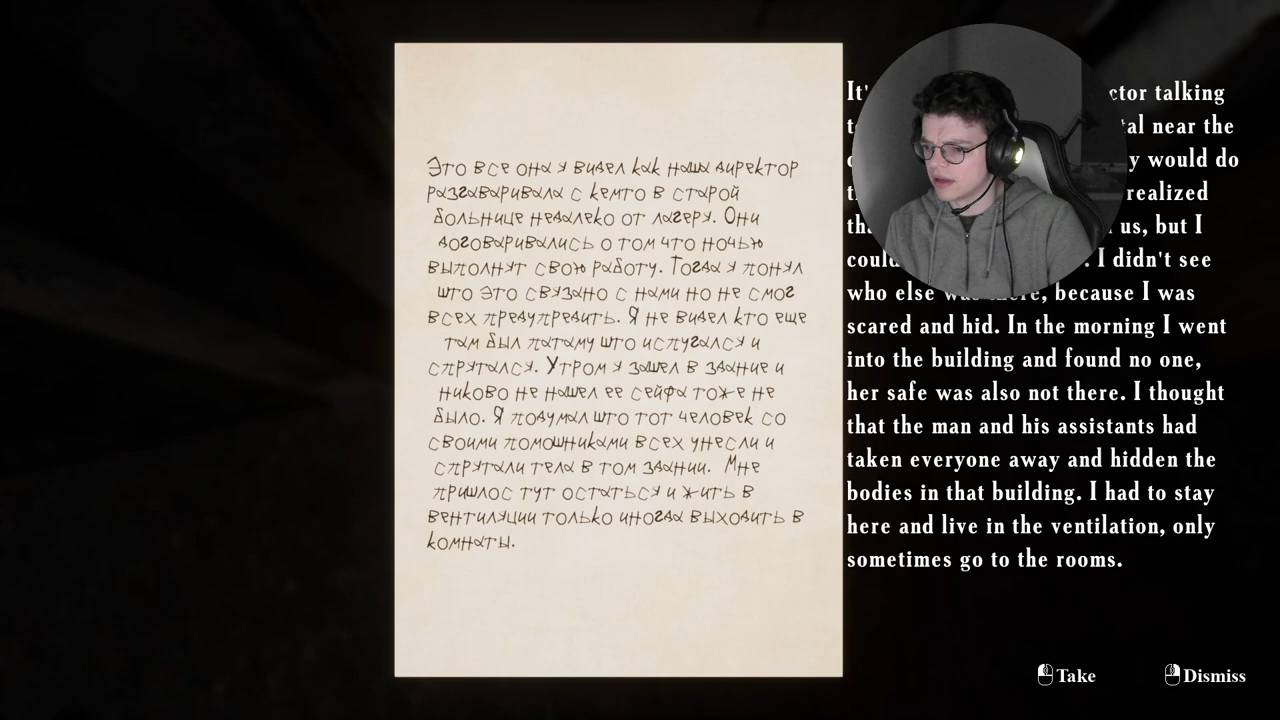 Это все она я видел как наша директор
разгаваривала с кемто в старой
больнице недалеко от лагеря. Они
договаривались о том что ночью
выполнят свою работу. Тогда я понял
што это связано с нами но не смог
всех предупредить. Я не видел кто еще
там был патаму што испугался и
спрятался. Утром я зашел в здание и
никово не нашел ее сейфа тоже не
было. Я подумал што тот человек со
своими помошниками всех унесли и
спрятали тела в том здании. Мне
пришлос тут остаться и жить в
вентиляции только иногда выходить в
комнаты.
talking
near the
would do
realized
us, but I
I didn't see
who else was there, because I was
scared and hid. In the morning I went
into the building and found no one,
her safe was also not there. I thought
that the man and his assistants had
taken everyone away and hidden the
bodies in that building. I had to stay
here and live in the ventilation, only
sometimes go to the rooms.
Take
Dismiss